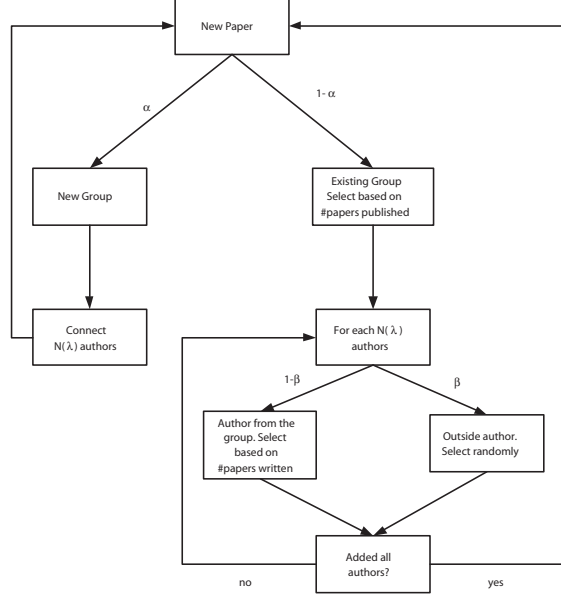 New Paper
α
1- α
New Group
Existing Group
Select based on
#papers published
Connect
N(λ) authors
For each N(λ)
authors
1-β
β
Author from the
group. Select
based on
#papers written
Outside author.
Select randomly
Added all
authors?
no
yes